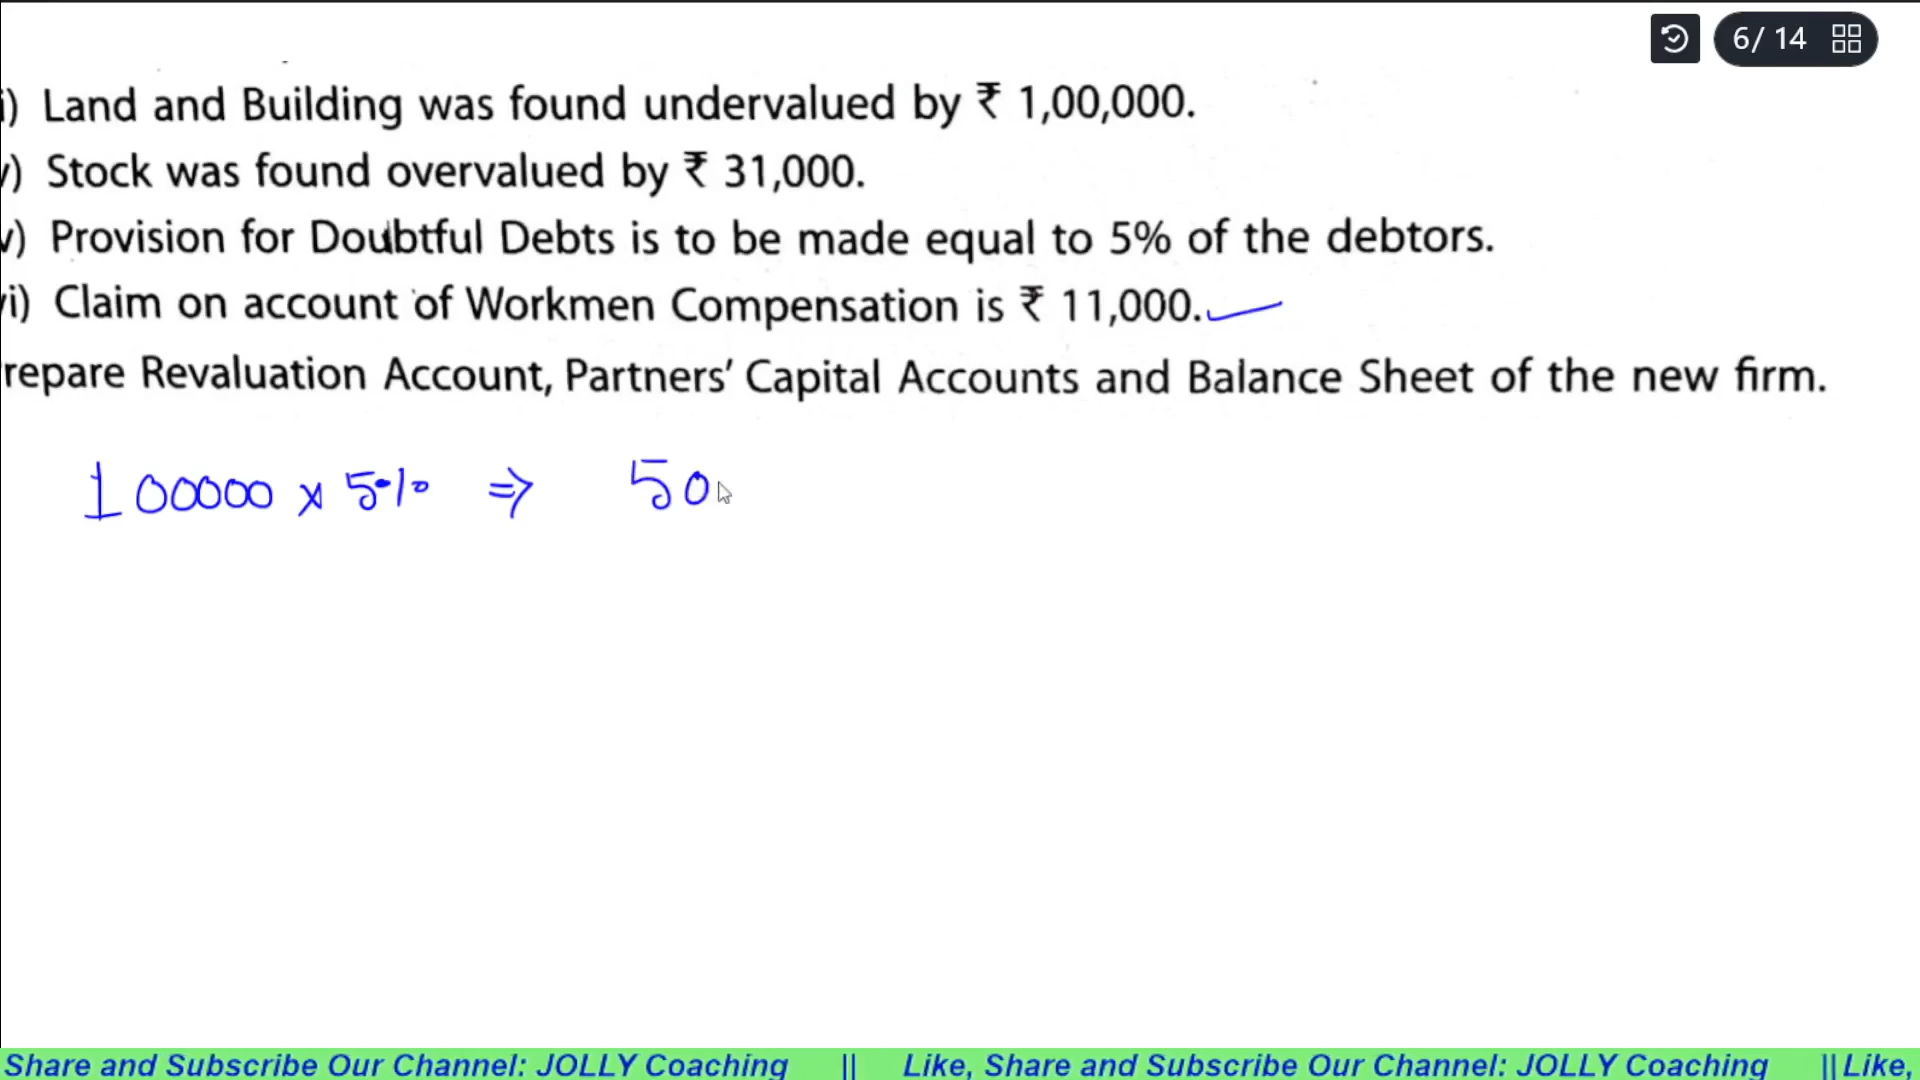 6/ 14
i) Land and Building was found undervalued by ₹ 1,00,000.
v) Stock was found overvalued by ₹ 31,000.
v) Provision for Doubtful Debts is to be made equal to 5% of the debtors.
vi) Claim on account of Workmen Compensation is ₹ 11,000.
repare Revaluation Account, Partners’ Capital Accounts and Balance Sheet of the new firm.
100000 x 5% ⇒ 50
Share and Subscribe Our Channel: JOLLY Coaching || Like, Share and Subscribe Our Channel: JOLLY Coaching || Like,